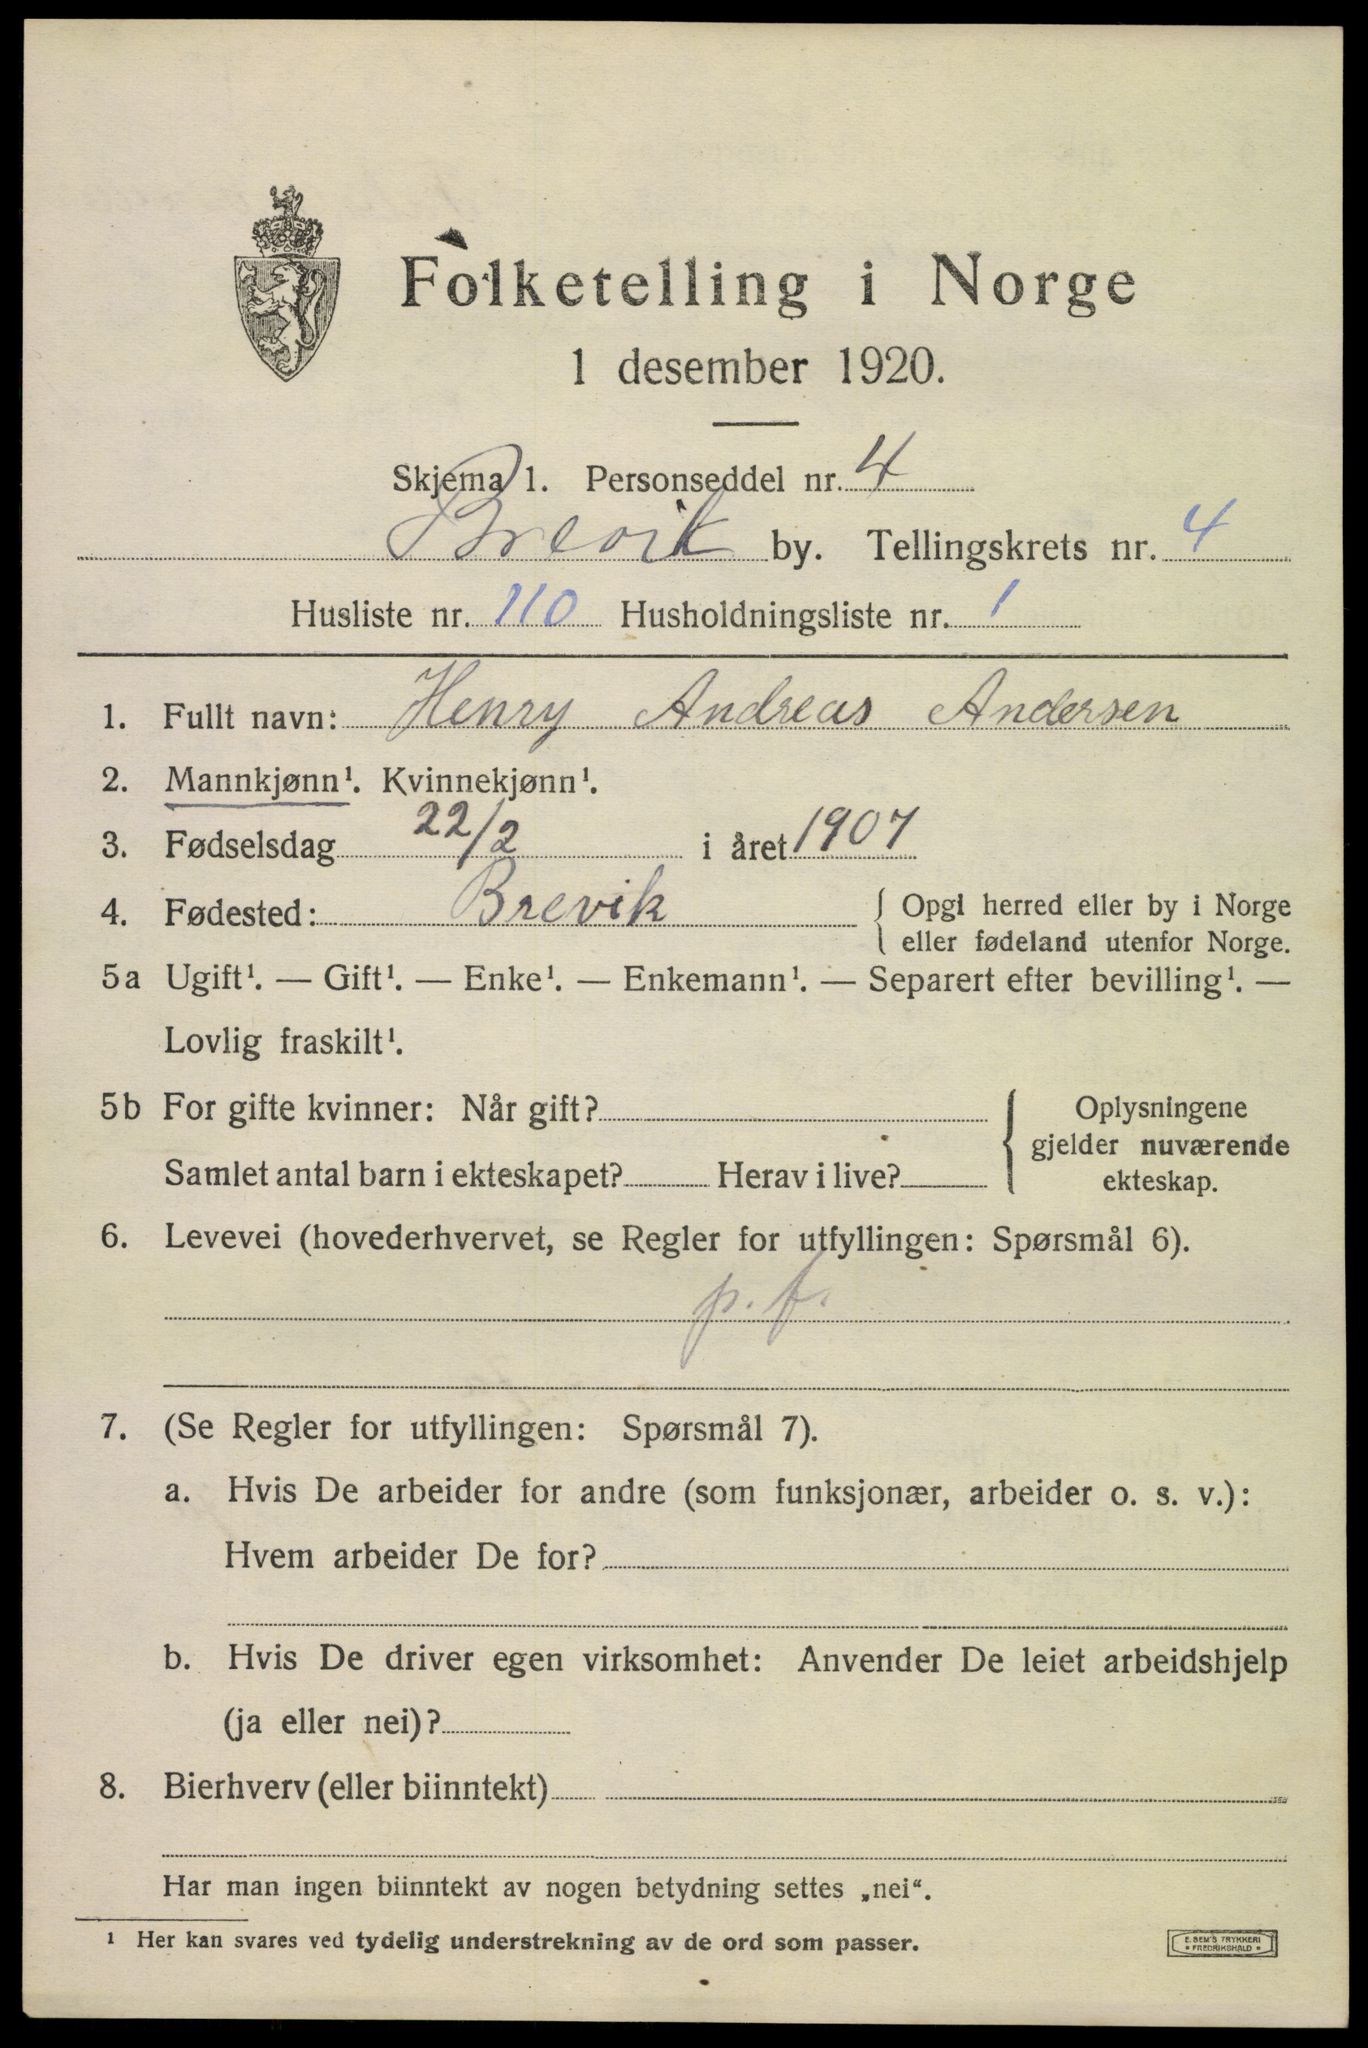 Folketelling i Norge
1 desember 1920.
Skjema 1. Personseddel nr. 4
Brevik by. Tellingskrets nr. 4
Husliste nr. 110 Husholdningsliste nr. 1
1. Fullt navn: Henry Andreas Andersen
2. Mannkjønn¹. Kvinnekjønn¹.
3. Fødselsdag 22/2 i året 1907
4. Fødested: Brevik { Opgi herred eller by i Norge
eller fødeland utenfor Norge.
5a Ugift¹. — Gift¹. — Enke¹. — Enkemann¹. — Separert efter bevilling¹. —
Lovlig fraskilt¹.
5b For gifte kvinner: Når gift? { Oplysningene
gjelder nuværende
Samlet antal barn i ekteskapet? Herav i live? ekteskap.
6. Levevei (hovederhvervet, se Regler for utfyllingen: Spørsmål 6).
p. f.
7. (Se Regler for utfyllingen: Spørsmål 7).
a. Hvis De arbeider for andre (som funksjonær, arbeider o. s. v.):
Hvem arbeider De for?
b. Hvis De driver egen virksomhet: Anvender De leiet arbeidshjelp
(ja eller nei)?
8. Bierhverv (eller biinntekt)
Har man ingen biinntekt av nogen betydning settes „nei“.
¹ Her kan svares ved tydelig understrekning av de ord som passer.
E. SEM'S TRYKKERI
* FREDRIKSHALD *